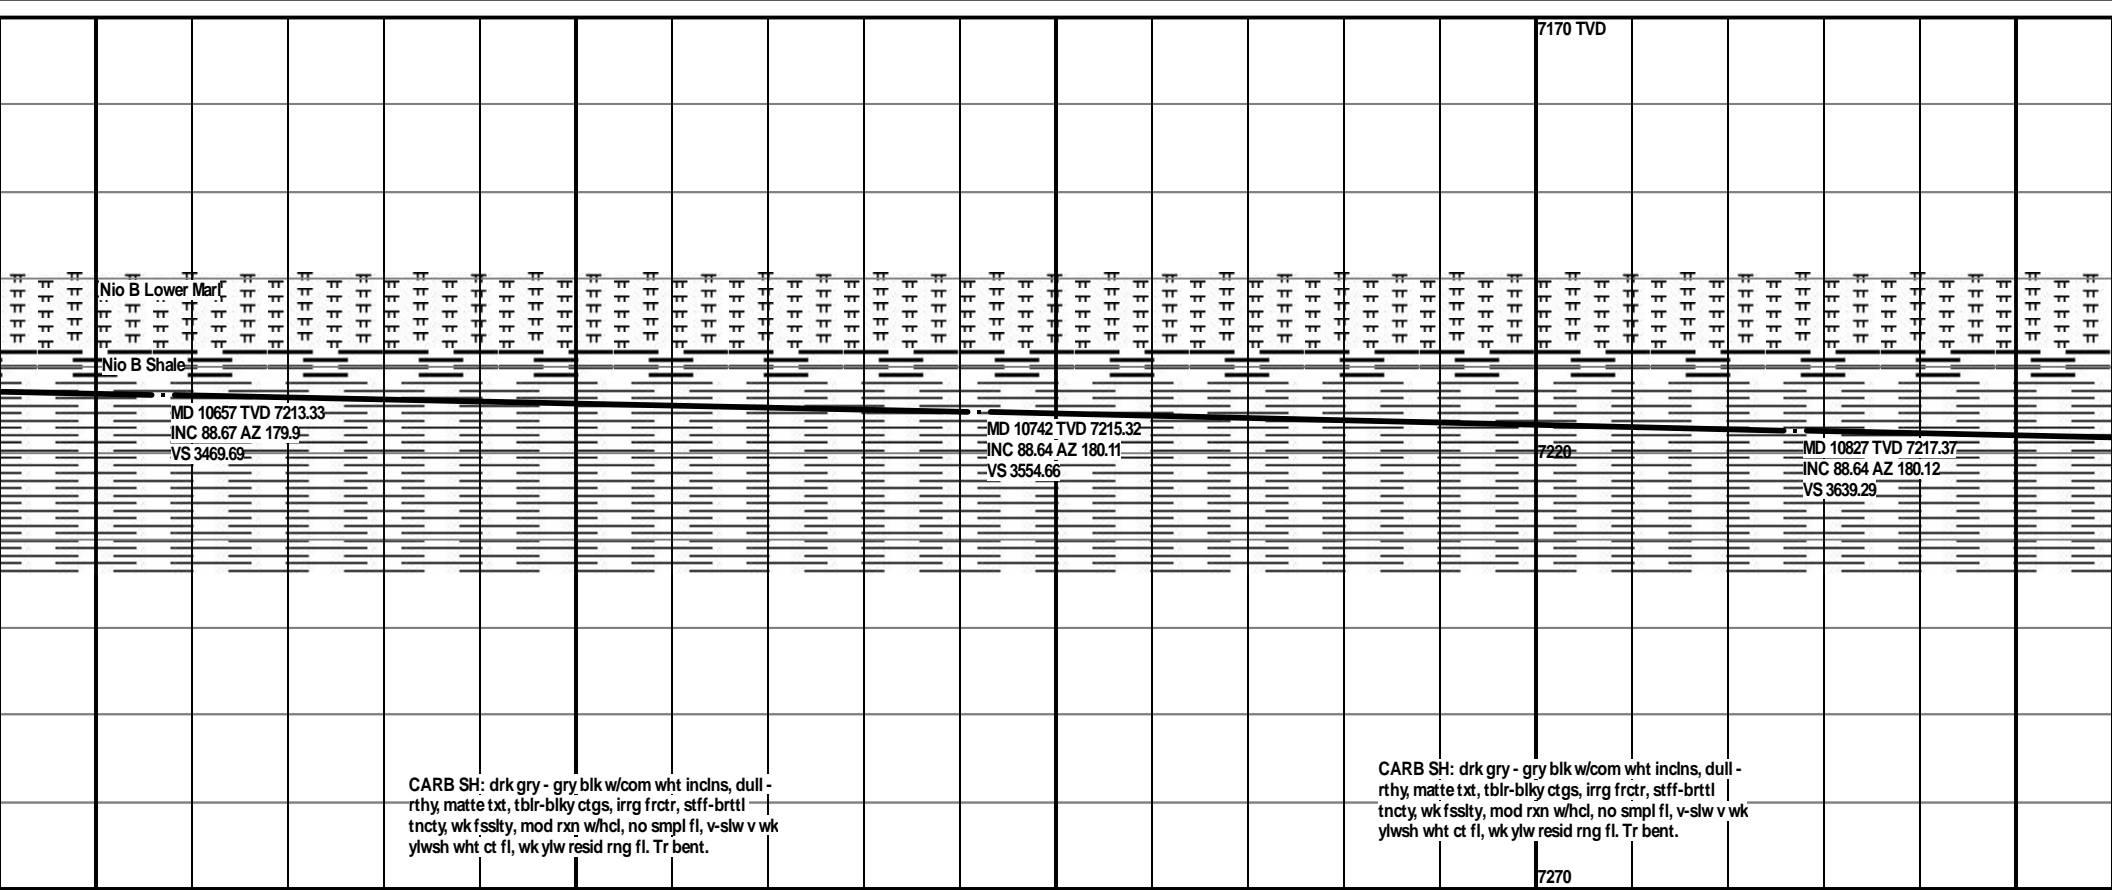 7170 TVD
Nio B Lower Marl
Nio B Shale
MD 10657 TVD 7213.33
INC 88.67 AZ 179.9
VS 3469.69
MD 10742 TVD 7215.32
INC 88.64 AZ 180.11
VS 3554.66
7220
MD 10827 TVD 7217.37
INC 88.64 AZ 180.12
VS 3639.29
CARB SH: drk gry - gry blk w/com wht inclns, dull -
rthy, matte txt, tblr-blky ctgs, irrg frctr, stff-brttl
tncty, wk fsslty, mod rxn w/hcl, no smpl fl, v-slw v wk
ylwsh wht ct fl, wk ylw resid rng fl. Tr bent.
CARB SH: drk gry - gry blk w/com wht inclns, dull -
rthy, matte txt, tblr-blky ctgs, irrg frctr, stff-brttl
tncty, wk fsslty, mod rxn w/hcl, no smpl fl, v-slw v wk
ylwsh wht ct fl, wk ylw resid rng fl. Tr bent.
7270